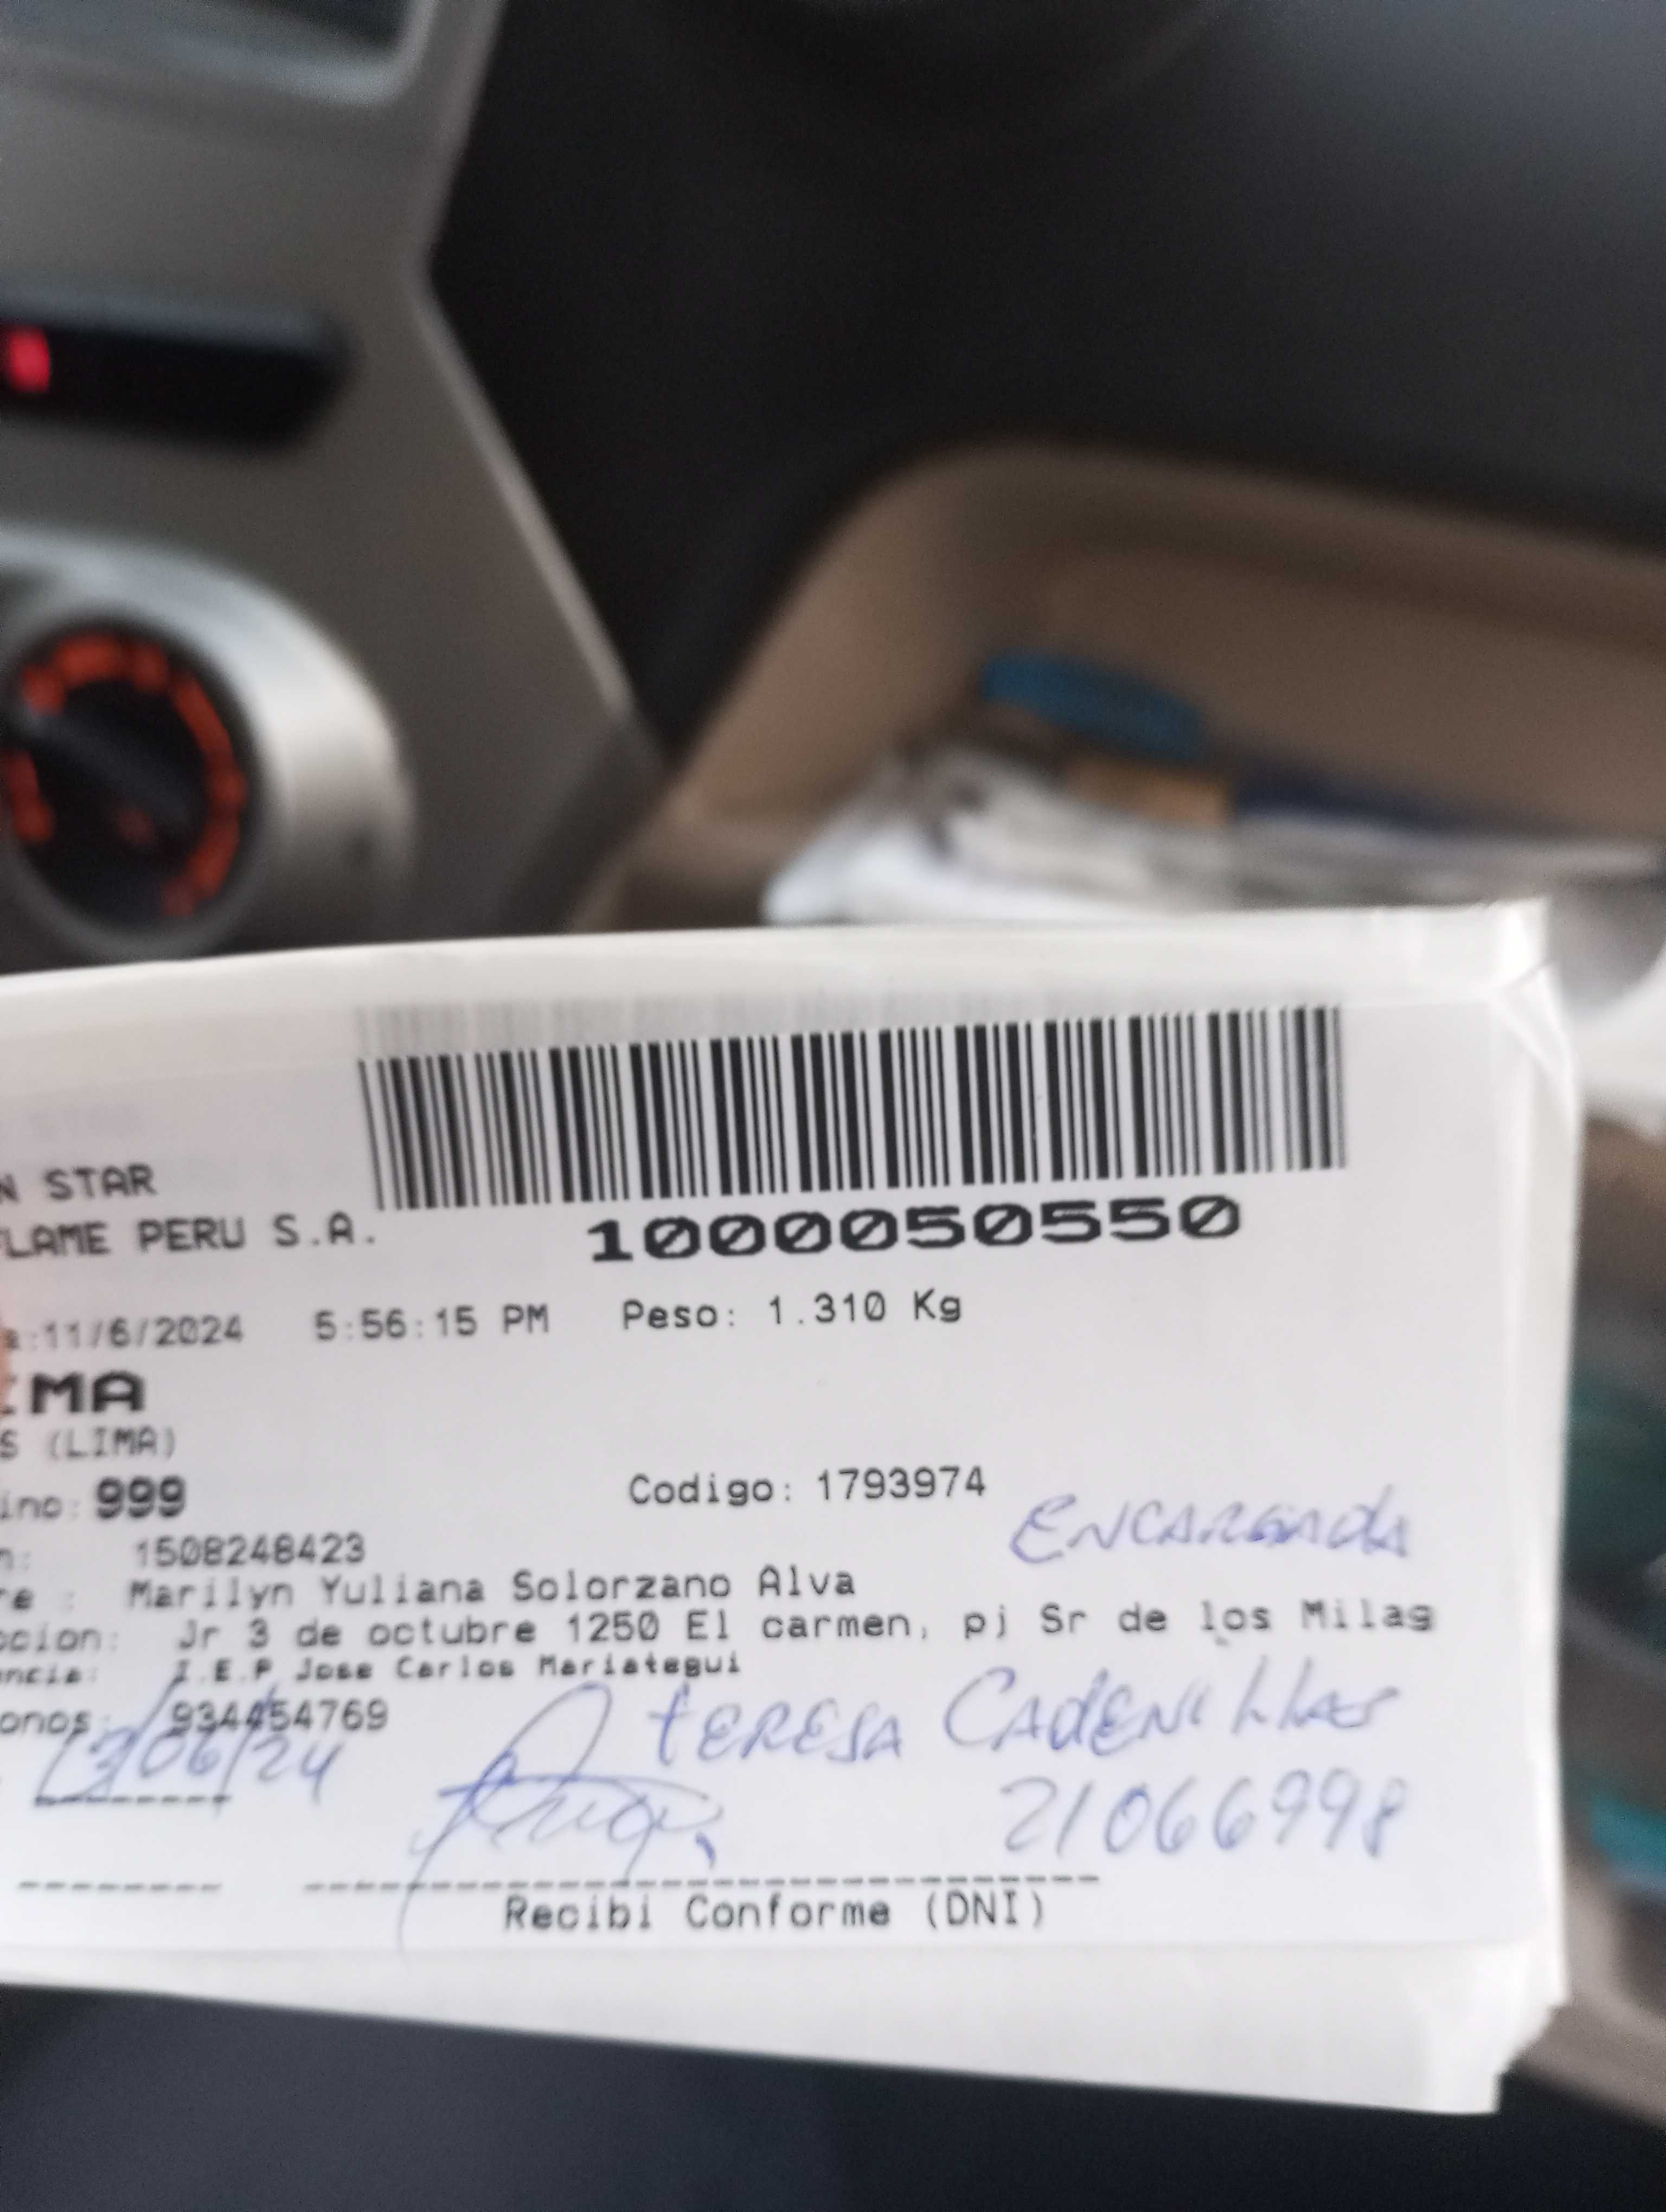 N STAR
FLAME PERU S.A.
1000050550
a:11/6/2024 5:56:15 PM Peso: 1.310 Kg
IMA
S (LIMA)
ino: 999 Codigo: 1793974
ENCARGADA
n: 1508248423
re : Marilyn Yuliana Solorzano Alva
ccion: Jr 3 de octubre 1250 El carmen, pj Sr de los Milag
ncia: I.E.P Jose Carlos Mariategui
onos: 934454769
TERESA CADENILLAS
13/06/24
21066998
Recibi Conforme (DNI)